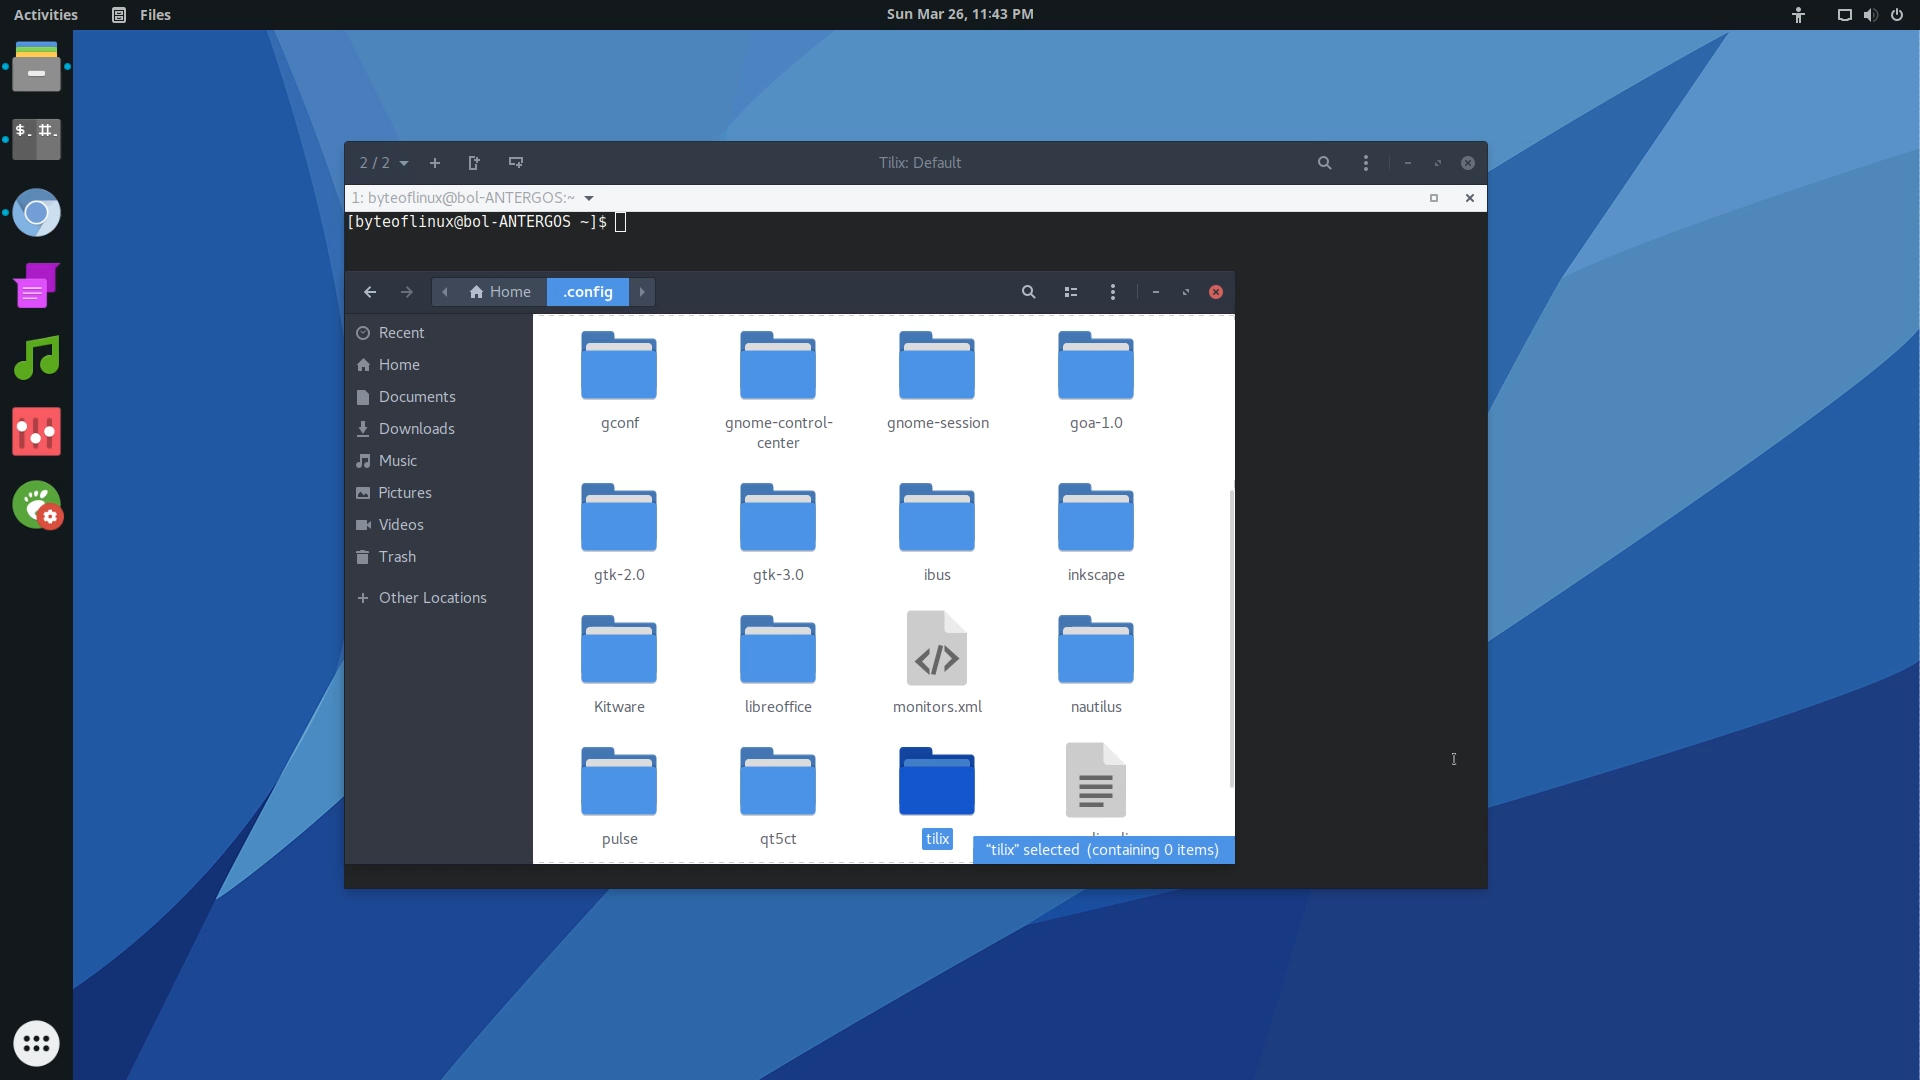 Activities
Files
Sun Mar 26, 11:43 PM
$_ #_
2 / 2
Tilix: Default
1: byteoflinux@bol-ANTERGOS:~
[byteoflinux@bol-ANTERGOS ~]$
Home
.config
Recent
Home
Documents
Downloads
Music
Pictures
Videos
Trash
Other Locations
gconf
gnome-control-
center
gnome-session
goa-1.0
gtk-2.0
gtk-3.0
ibus
inkscape
Kitware
libreoffice
monitors.xml
nautilus
pulse
qt5ct
tilix
"tilix" selected (containing 0 items)